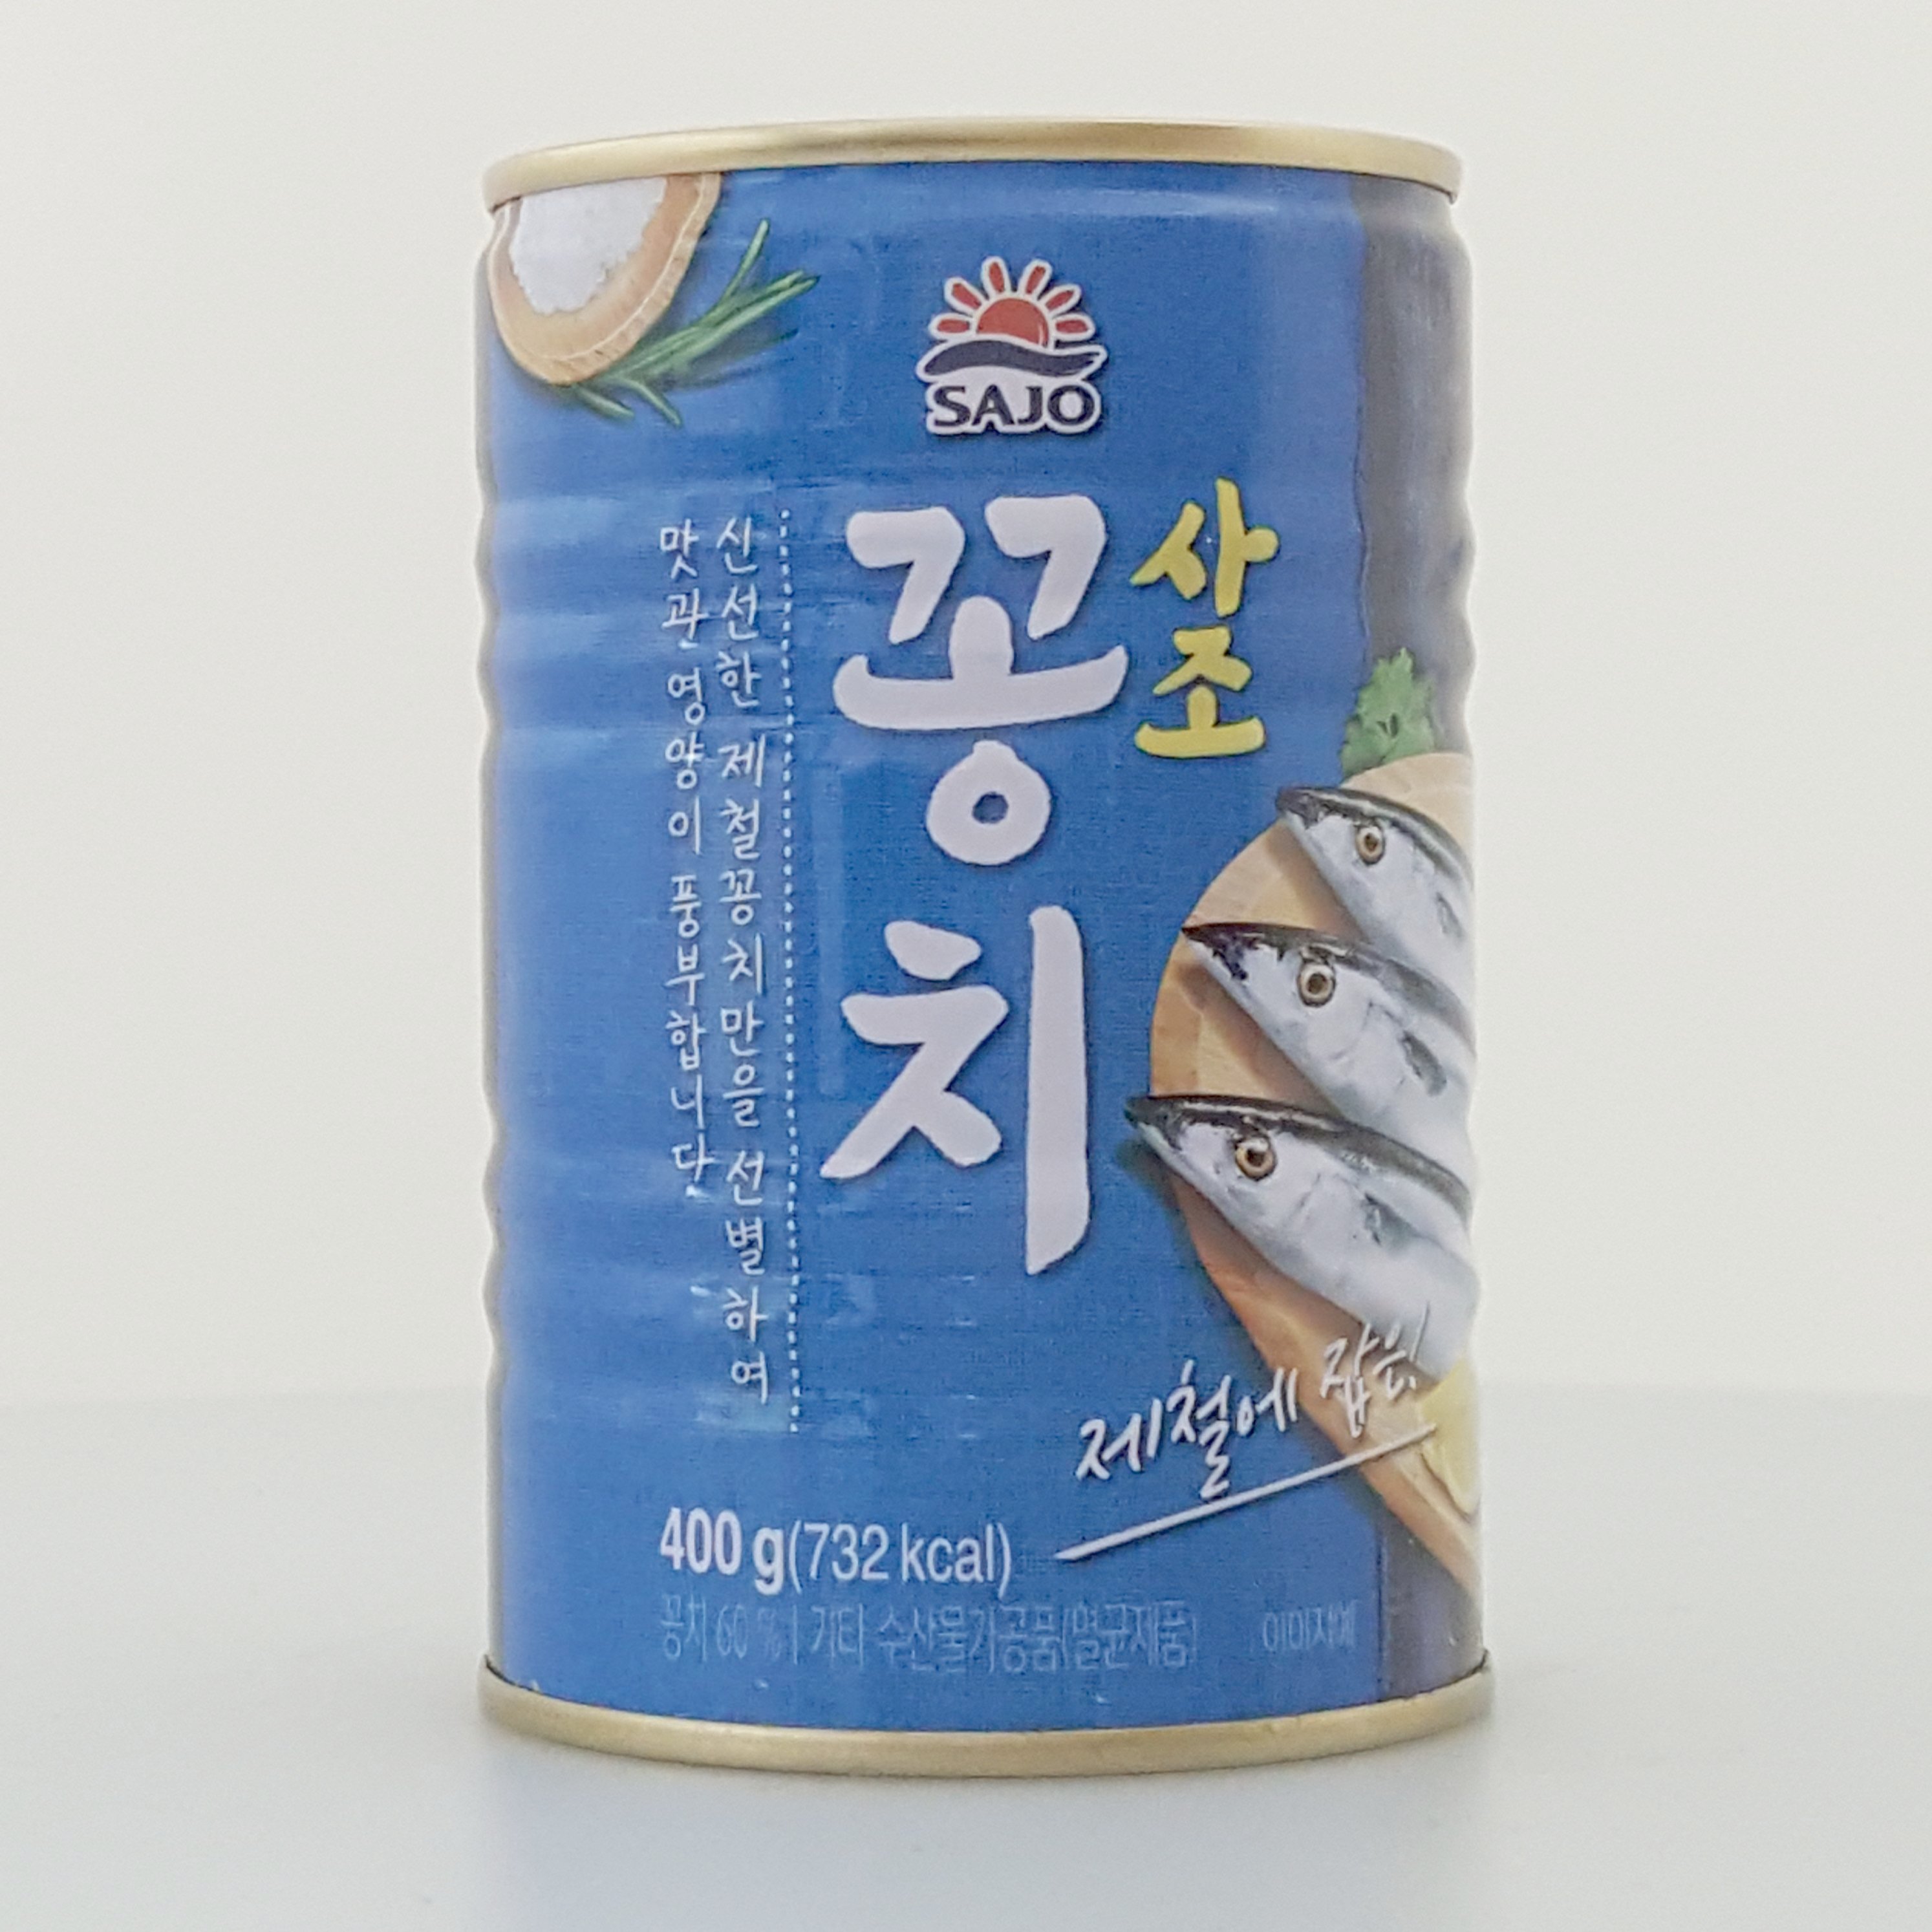 SAJO
사조
꽁치
신선한 제철꽁치만을 선별하여
맛과 영양이 풍부합니다
제철에 잡은!
400 g(732 kcal)
꽁치 60 % | 기타 수산물가공품(멸균제품)
이미지예